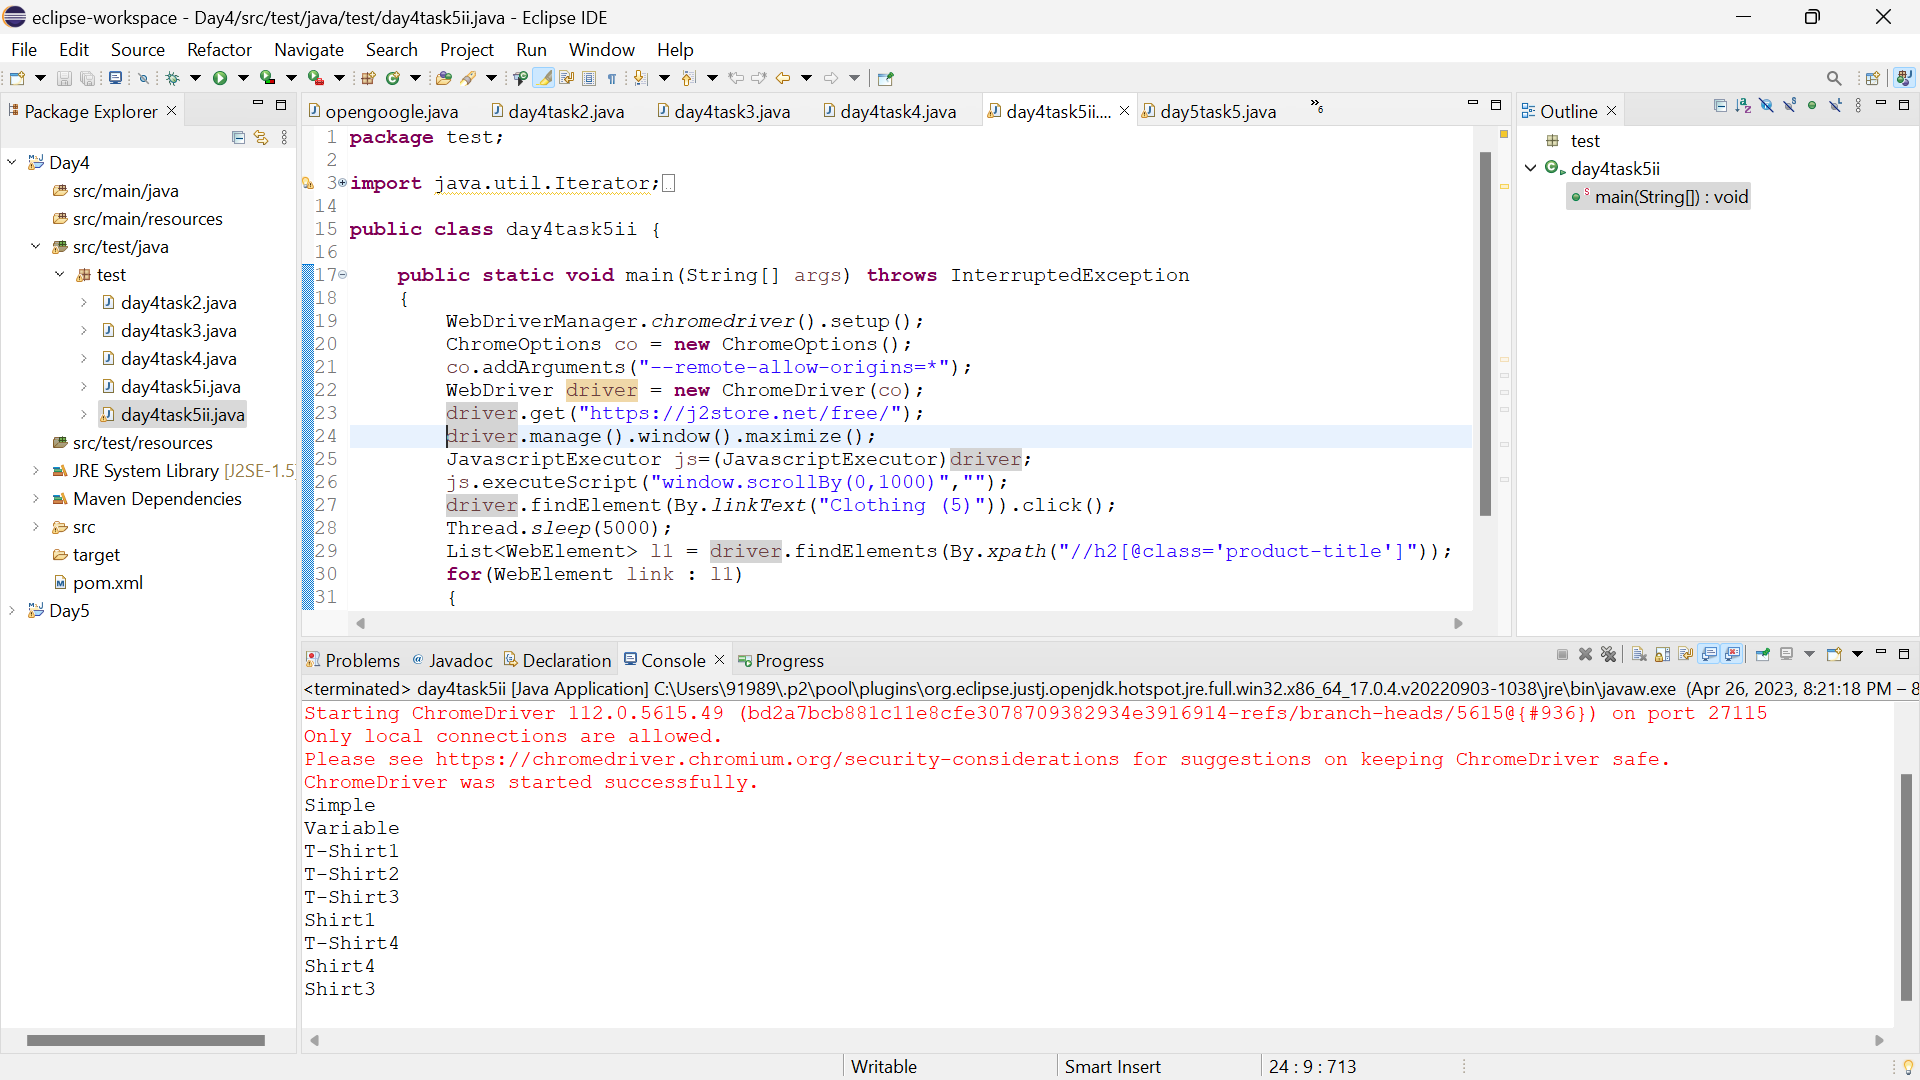 eclipse-workspace - Day4/src/test/java/test/day4task5ii.java - Eclipse IDE
File Edit Source Refactor Navigate Search Project Run Window Help
Package Explorer
Day4
src/main/java
src/main/resources
src/test/java
test
day4task2.java
day4task3.java
day4task4.java
day4task5i.java
day4task5ii.java
src/test/resources
JRE System Library [J2SE-1.5
Maven Dependencies
src
target
pom.xml
Day5
opengoogle.java day4task2.java day4task3.java day4task4.java day4task5ii.... day5task5.java »6
1 package test;
2
3 import java.util.Iterator;
14
15 public class day4task5ii {
16
17 public static void main(String[] args) throws InterruptedException
18 {
19 WebDriverManager.chromedriver().setup();
20 ChromeOptions co = new ChromeOptions();
21 co.addArguments("--remote-allow-origins=*");
22 WebDriver driver = new ChromeDriver(co);
23 driver.get("https://j2store.net/free/");
24 driver.manage().window().maximize();
25 JavascriptExecutor js=(JavascriptExecutor)driver;
26 js.executeScript("window.scrollBy(0,1000)","");
27 driver.findElement(By.linkText("Clothing (5)")).click();
28 Thread.sleep(5000);
29 List<WebElement> l1 = driver.findElements(By.xpath("//h2[@class='product-title']"));
30 for(WebElement link : l1)
31 {
Outline
test
day4task5ii
main(String[]) : void
Problems Javadoc Declaration Console Progress
<terminated> day4task5ii [Java Application] C:\Users\91989\.p2\pool\plugins\org.eclipse.justj.openjdk.hotspot.jre.full.win32.x86_64_17.0.4.v20220903-1038\jre\bin\javaw.exe (Apr 26, 2023, 8:21:18 PM – 8
Starting ChromeDriver 112.0.5615.49 (bd2a7bcb881c11e8cfe3078709382934e3916914-refs/branch-heads/5615@{#936}) on port 27115
Only local connections are allowed.
Please see https://chromedriver.chromium.org/security-considerations for suggestions on keeping ChromeDriver safe.
ChromeDriver was started successfully.
Simple
Variable
T-Shirt1
T-Shirt2
T-Shirt3
Shirt1
T-Shirt4
Shirt4
Shirt3
Writable Smart Insert 24 : 9 : 713